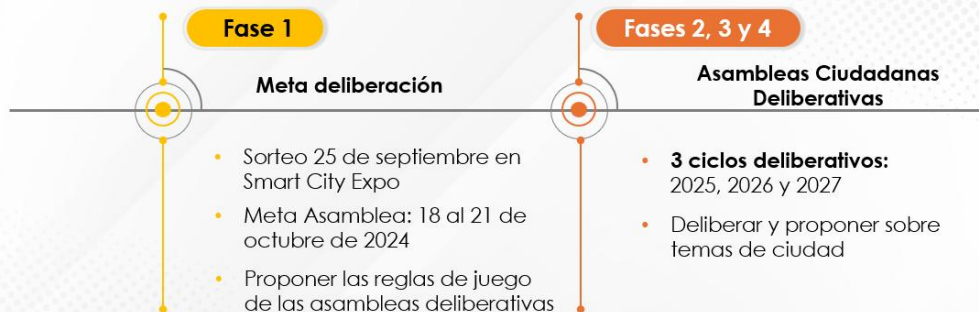 Fase 1
Meta deliberación
• Sorteo 25 de septiembre en
Smart City Expo
• Meta Asamblea: 18 al 21 de
octubre de 2024
• Proponer las reglas de juego
de las asambleas deliberativas
Fases 2, 3 y 4
Asambleas Ciudadanas
Deliberativas
• 3 ciclos deliberativos:
2025, 2026 y 2027
• Deliberar y proponer sobre
temas de ciudad